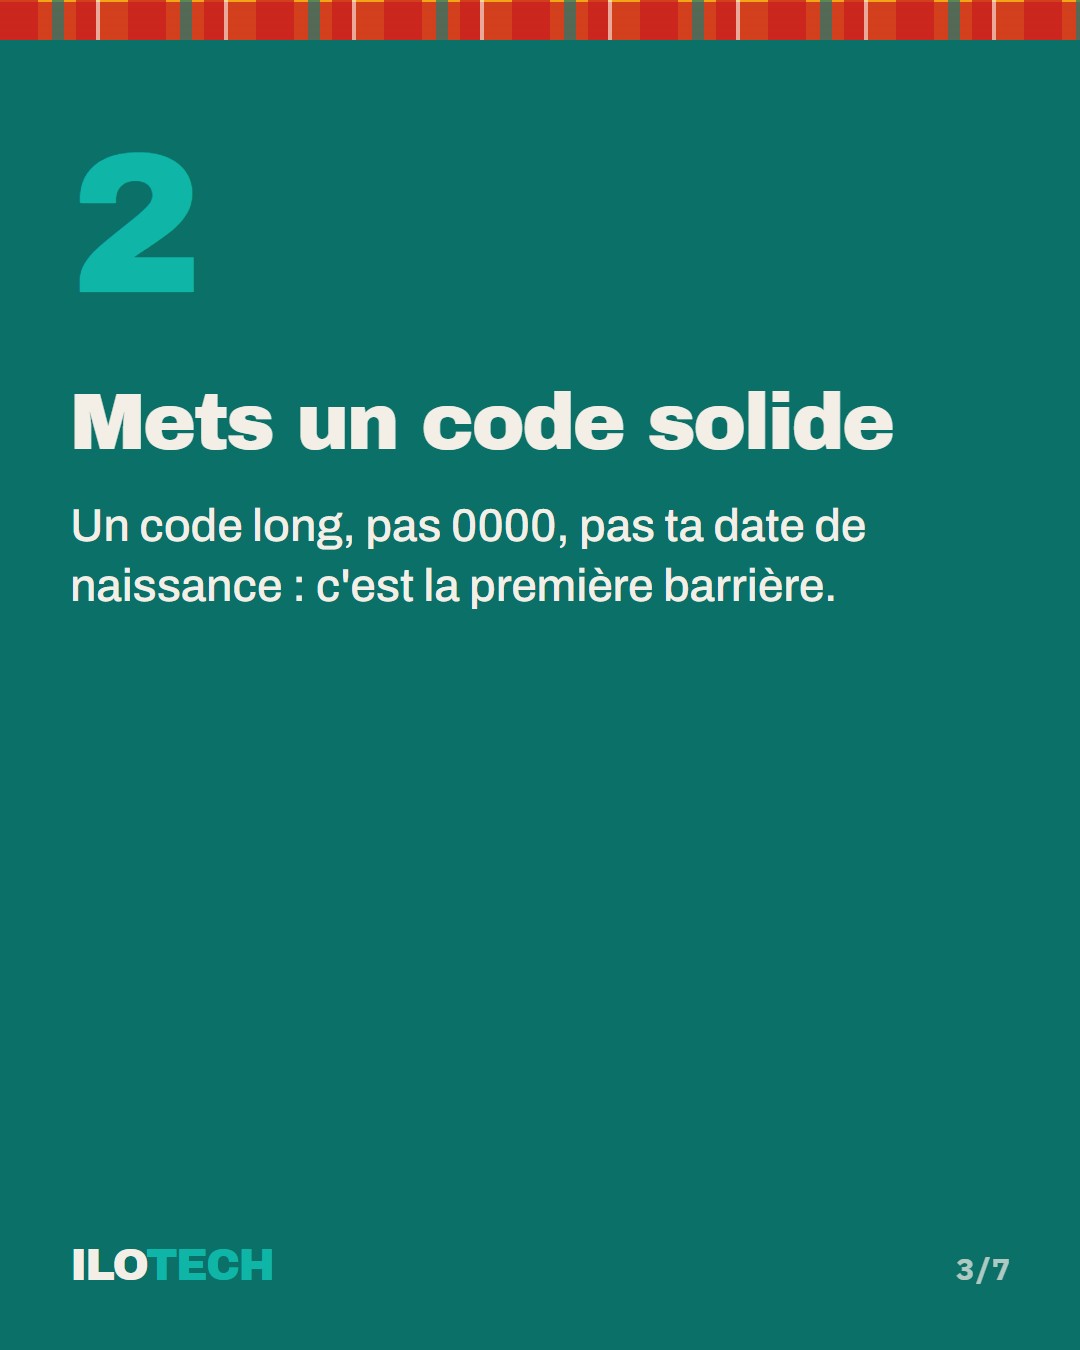 2
Mets un code solide
Un code long, pas 0000, pas ta date de
naissance : c'est la première barrière.
ILOTECH
3/7